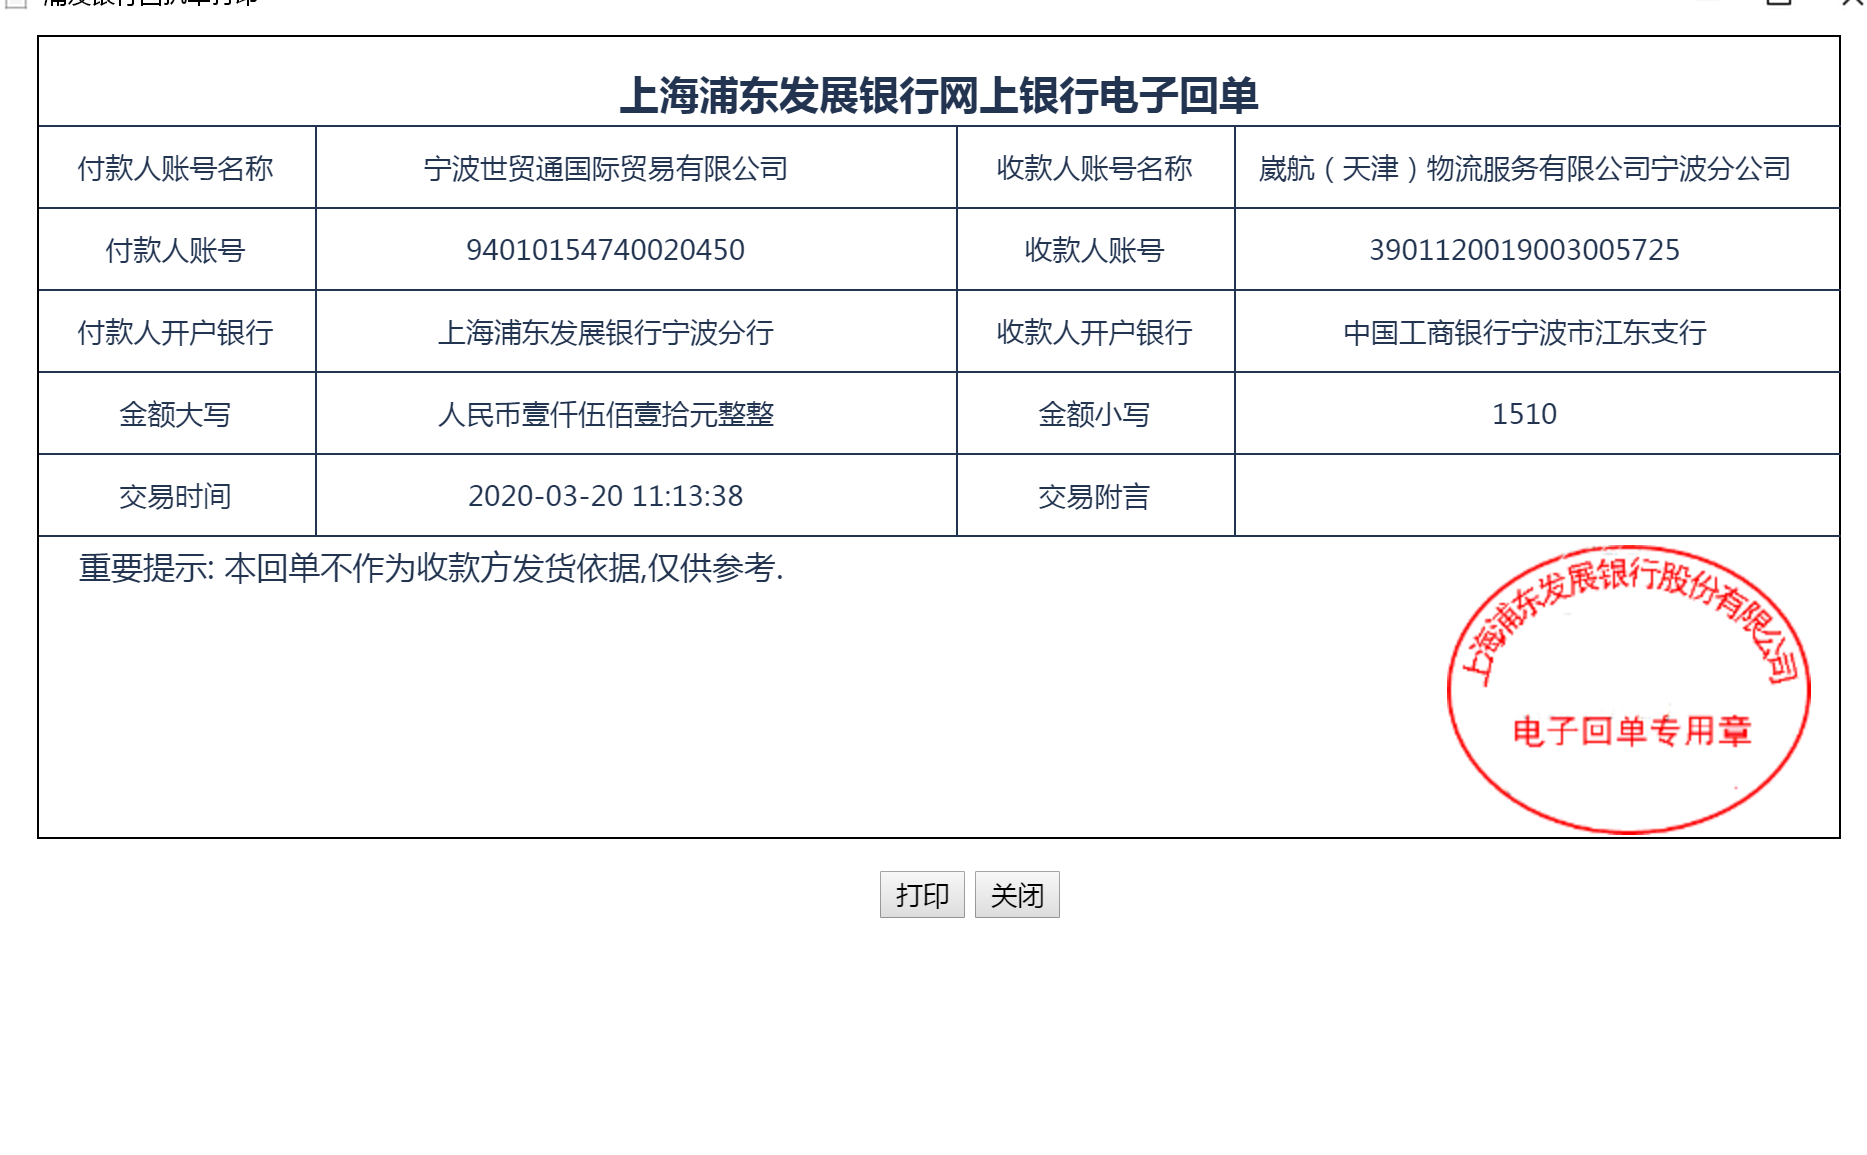 上海浦东发展银行网上银行电子回单
付款人账号名称 宁波世贸通国际贸易有限公司 收款人账号名称 崴航（天津）物流服务有限公司宁波分公司
付款人账号 94010154740020450 收款人账号 3901120019003005725
付款人开户银行 上海浦东发展银行宁波分行 收款人开户银行 中国工商银行宁波市江东支行
金额大写 人民币壹仟伍佰壹拾元整整 金额小写 1510
交易时间 2020-03-20 11:13:38 交易附言
重要提示: 本回单不作为收款方发货依据,仅供参考.
上海浦东发展银行股份有限公司
电子回单专用章
打印 关闭